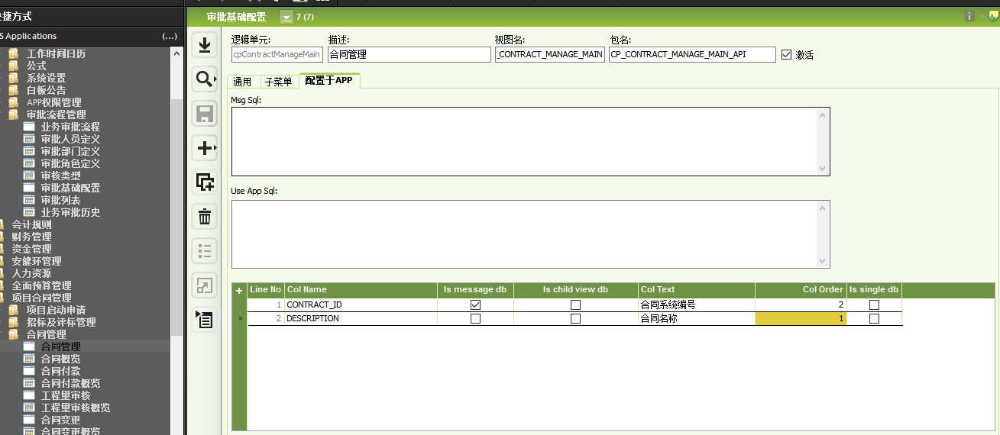 捷方式
S Applications (...)
工作时间日历
公式
系统设置
白板公告
APP权限管理
审批流程管理
业务审批流程
审批人员定义
审批部门定义
审批角色定义
审核类型
审批基础配置
审批列表
业务审批历史
会计规则
财务管理
资金管理
安健环管理
人力资源
全面预算管理
项目合同管理
项目启动申请
招标及评标管理
合同管理
合同管理
合同概览
合同付款
合同付款概览
工程量审核
工程量审核概览
合同变更
合同变更概览
审批基础配置 7 (7)
逻辑单元: 描述: 视图名: 包名:
cpContractManageMain 合同管理 _CONTRACT_MANAGE_MAIN CP_CONTRACT_MANAGE_MAIN_API 激活
通用 子菜单 配置于APP
Msg Sql:
Use App Sql:
Line No Col Name Is message db Is child view db Col Text Col Order Is single db
1 CONTRACT_ID 合同系统编号 2
2 DESCRIPTION 合同名称 1